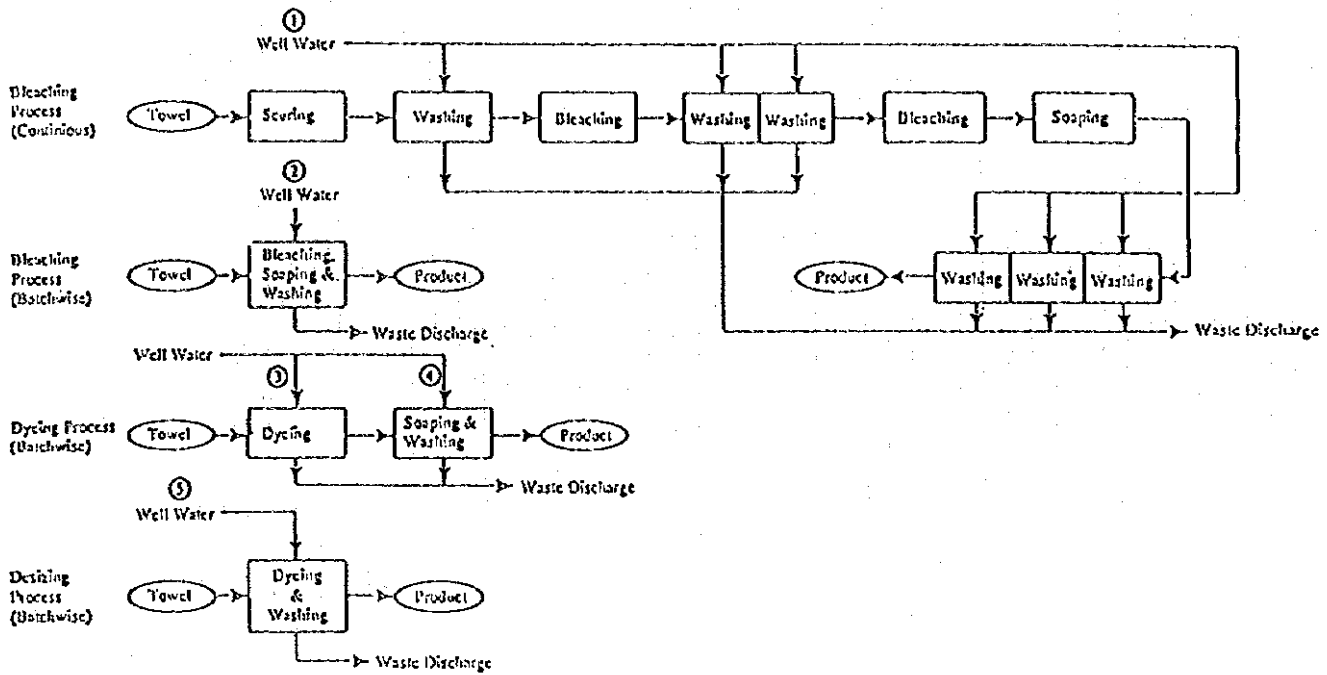 ①
Well Water
Bleaching
Process
(Continious)
Towel
Scuring
Washing
Bleaching
Washing
Washing
Bleaching
Soaping
②
Well Water
Bleaching
Process
(Batchwise)
Towel
Bleaching
Soaping &
Washing
Product
Product
Washing
Washing
Washing
Waste Discharge
Waste Discharge
Well Water
③
④
Dyeing Process
(Batchwise)
Towel
Dyeing
Soaping &
Washing
Product
Waste Discharge
⑤
Well Water
Desizing
Process
(Batchwise)
Towel
Dyeing
&
Washing
Product
Waste Discharge